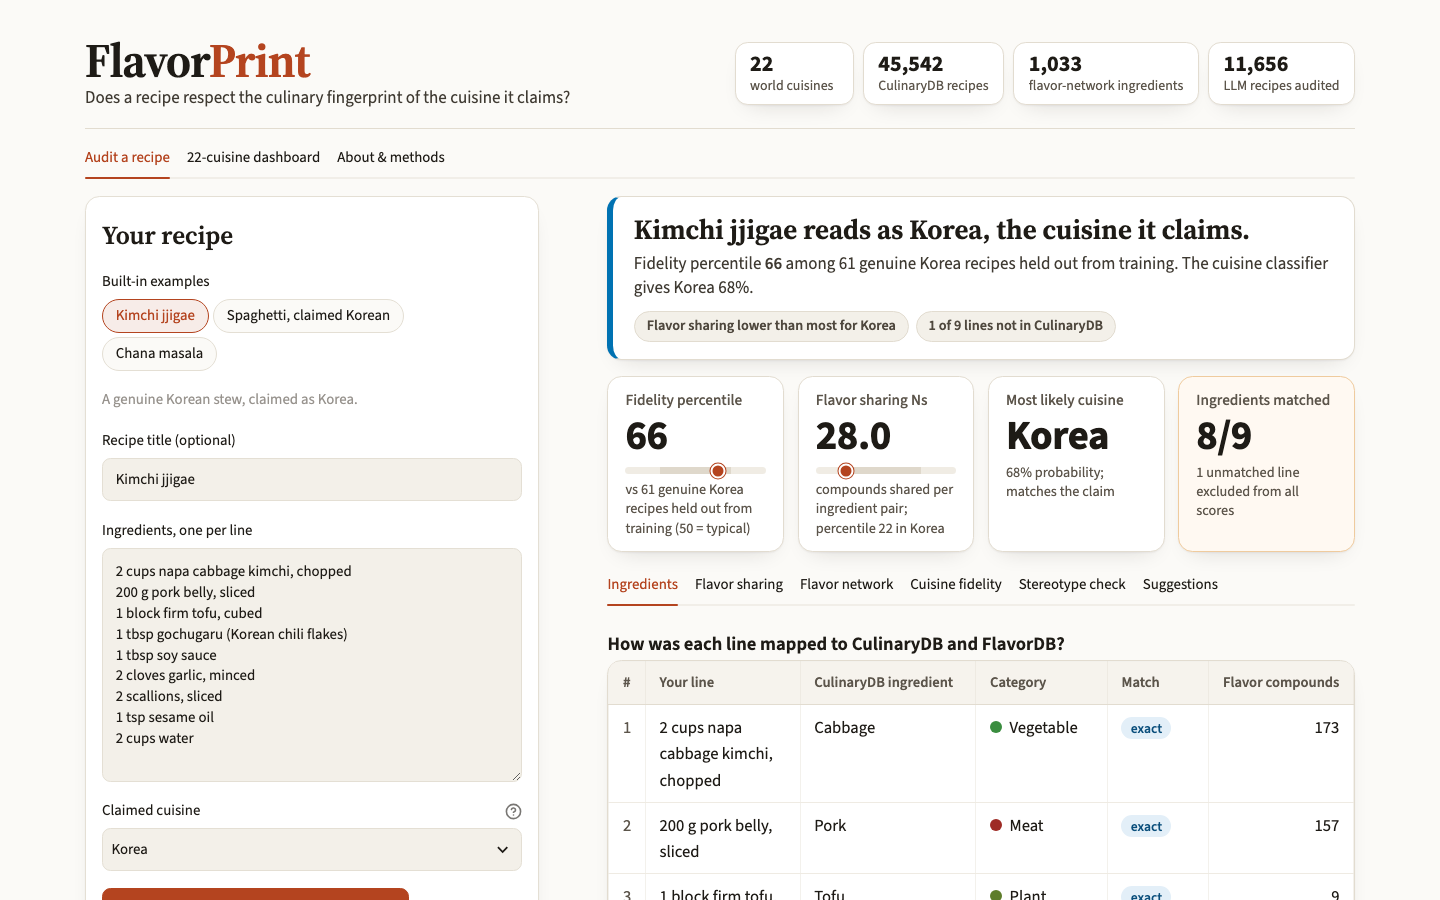 FlavorPrint
Does a recipe respect the culinary fingerprint of the cuisine it claims?
22
world cuisines
45,542
CulinaryDB recipes
1,033
flavor-network ingredients
11,656
LLM recipes audited
Audit a recipe
22-cuisine dashboard
About & methods
Your recipe
Built-in examples
Kimchi jjigae
Spaghetti, claimed Korean
Chana masala
A genuine Korean stew, claimed as Korea.
Recipe title (optional)
Kimchi jjigae
Ingredients, one per line
2 cups napa cabbage kimchi, chopped
200 g pork belly, sliced
1 block firm tofu, cubed
1 tbsp gochugaru (Korean chili flakes)
1 tbsp soy sauce
2 cloves garlic, minced
2 scallions, sliced
1 tsp sesame oil
2 cups water
Claimed cuisine
Korea
Kimchi jjigae reads as Korea, the cuisine it claims.
Fidelity percentile 66 among 61 genuine Korea recipes held out from training. The cuisine classifier
gives Korea 68%.
Flavor sharing lower than most for Korea
1 of 9 lines not in CulinaryDB
Fidelity percentile
66
vs 61 genuine Korea
recipes held out from
training (50 = typical)
Flavor sharing Ns
28.0
compounds shared per
ingredient pair;
percentile 22 in Korea
Most likely cuisine
Korea
68% probability;
matches the claim
Ingredients matched
8/9
1 unmatched line
excluded from all
scores
Ingredients
Flavor sharing
Flavor network
Cuisine fidelity
Stereotype check
Suggestions
How was each line mapped to CulinaryDB and FlavorDB?
# Your line CulinaryDB ingredient Category Match Flavor compounds
1 2 cups napa Cabbage Vegetable exact 173
cabbage kimchi,
chopped
2 200 g pork belly, Pork Meat exact 157
sliced
3 1 block firm tofu, Tofu Plant exact 9